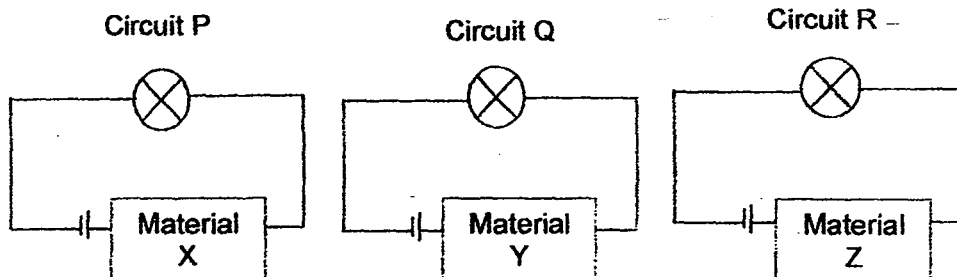 Circuit P
Circuit Q
Circuit R
Material
X
Material
Y
Material
Z